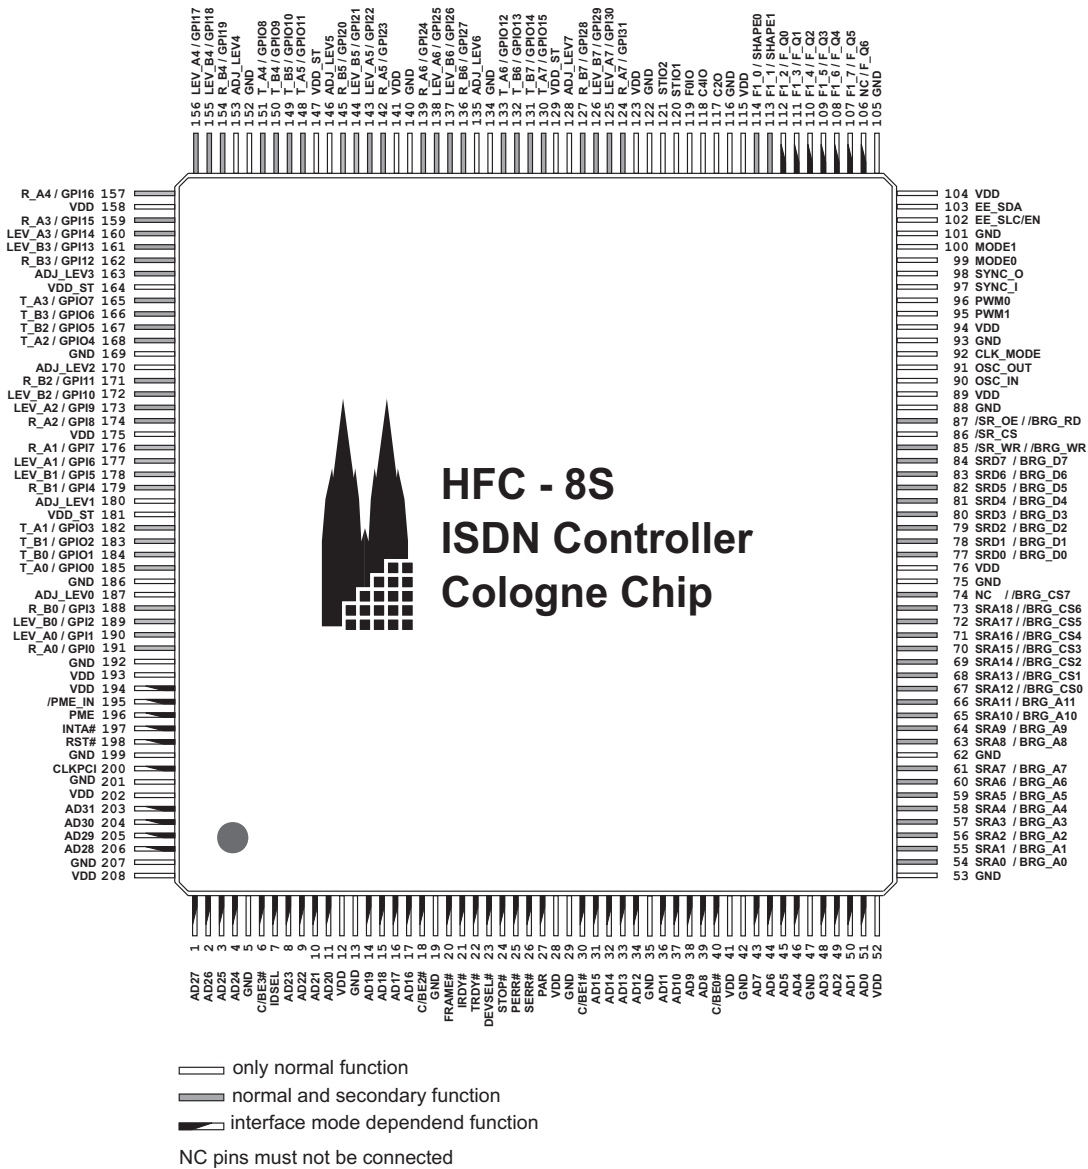 156 LEV_A4 / GPI17
155 LEV_B4 / GPI18
154 R_B4 / GPI19
153 ADJ_LEV4
152 GND
151 T_A4 / GPIO8
150 T_B4 / GPIO9
149 T_B5 / GPIO10
148 T_A5 / GPIO11
147 VDD_ST
146 ADJ_LEV5
145 R_B5 / GPI20
144 LEV_B5 / GPI21
143 LEV_A5 / GPI22
142 R_A5 / GPI23
141 VDD
140 GND
139 R_A6 / GPI24
138 LEV_A6 / GPI25
137 LEV_B6 / GPI26
136 R_B6 / GPI27
135 ADJ_LEV6
134 GND
133 T_A6 / GPIO12
132 T_B6 / GPIO13
131 T_B7 / GPIO14
130 T_A7 / GPIO15
129 VDD_ST
128 ADJ_LEV7
127 R_B7 / GPI28
126 LEV_B7 / GPI29
125 LEV_A7 / GPI30
124 R_A7 / GPI31
123 VDD
122 GND
121 STIO2
120 STIO1
119 F0IO
118 C4IO
117 C2O
116 GND
115 VDD
114 F1_0 / SHAPE0
113 F1_1 / SHAPE1
112 F1_2 / F_Q0
111 F1_3 / F_Q1
110 F1_4 / F_Q2
109 F1_5 / F_Q3
108 F1_6 / F_Q4
107 F1_7 / F_Q5
106 NC / F_Q6
105 GND
R_A4 / GPI16 157
VDD 158
R_A3 / GPI15 159
LEV_A3 / GPI14 160
LEV_B3 / GPI13 161
R_B3 / GPI12 162
ADJ_LEV3 163
VDD_ST 164
T_A3 / GPIO7 165
T_B3 / GPIO6 166
T_B2 / GPIO5 167
T_A2 / GPIO4 168
GND 169
ADJ_LEV2 170
R_B2 / GPI11 171
LEV_B2 / GPI10 172
LEV_A2 / GPI9 173
R_A2 / GPI8 174
VDD 175
R_A1 / GPI7 176
LEV_A1 / GPI6 177
LEV_B1 / GPI5 178
R_B1 / GPI4 179
ADJ_LEV1 180
VDD_ST 181
T_A1 / GPIO3 182
T_B1 / GPIO2 183
T_B0 / GPIO1 184
T_A0 / GPIO0 185
GND 186
ADJ_LEV0 187
R_B0 / GPI3 188
LEV_B0 / GPI2 189
LEV_A0 / GPI1 190
R_A0 / GPI0 191
GND 192
VDD 193
VDD 194
/PME_IN 195
PME 196
INTA# 197
RST# 198
GND 199
CLKPCI 200
GND 201
VDD 202
AD31 203
AD30 204
AD29 205
AD28 206
GND 207
VDD 208
HFC - 8S
ISDN Controller
Cologne Chip
104 VDD
103 EE_SDA
102 EE_SLC/EN
101 GND
100 MODE1
99 MODE0
98 SYNC_O
97 SYNC_I
96 PWM0
95 PWM1
94 VDD
93 GND
92 CLK_MODE
91 OSC_OUT
90 OSC_IN
89 VDD
88 GND
87 /SR_OE / /BRG_RD
86 /SR_CS
85 /SR_WR / /BRG_WR
84 SRD7 / BRG_D7
83 SRD6 / BRG_D6
82 SRD5 / BRG_D5
81 SRD4 / BRG_D4
80 SRD3 / BRG_D3
79 SRD2 / BRG_D2
78 SRD1 / BRG_D1
77 SRD0 / BRG_D0
76 VDD
75 GND
74 NC / /BRG_CS7
73 SRA18 / /BRG_CS6
72 SRA17 / /BRG_CS5
71 SRA16 / /BRG_CS4
70 SRA15 / /BRG_CS3
69 SRA14 / /BRG_CS2
68 SRA13 / /BRG_CS1
67 SRA12 / /BRG_CS0
66 SRA11 / BRG_A11
65 SRA10 / BRG_A10
64 SRA9 / BRG_A9
63 SRA8 / BRG_A8
62 GND
61 SRA7 / BRG_A7
60 SRA6 / BRG_A6
59 SRA5 / BRG_A5
58 SRA4 / BRG_A4
57 SRA3 / BRG_A3
56 SRA2 / BRG_A2
55 SRA1 / BRG_A1
54 SRA0 / BRG_A0
53 GND
AD27 1
AD26 2
AD25 3
AD24 4
GND 5
C/BE3# 6
IDSEL 7
AD23 8
AD22 9
AD21 10
AD20 11
VDD 12
GND 13
AD19 14
AD18 15
AD17 16
AD16 17
C/BE2# 18
GND 19
FRAME# 20
IRDY# 21
TRDY# 22
DEVSEL# 23
STOP# 24
PERR# 25
SERR# 26
PAR 27
VDD 28
GND 29
C/BE1# 30
AD15 31
AD14 32
AD13 33
AD12 34
GND 35
AD11 36
AD10 37
AD9 38
AD8 39
C/BE0# 40
VDD 41
GND 42
AD7 43
AD6 44
AD5 45
AD4 46
GND 47
AD3 48
AD2 49
AD1 50
AD0 51
VDD 52
only normal function
normal and secondary function
interface mode dependend function
NC pins must not be connected